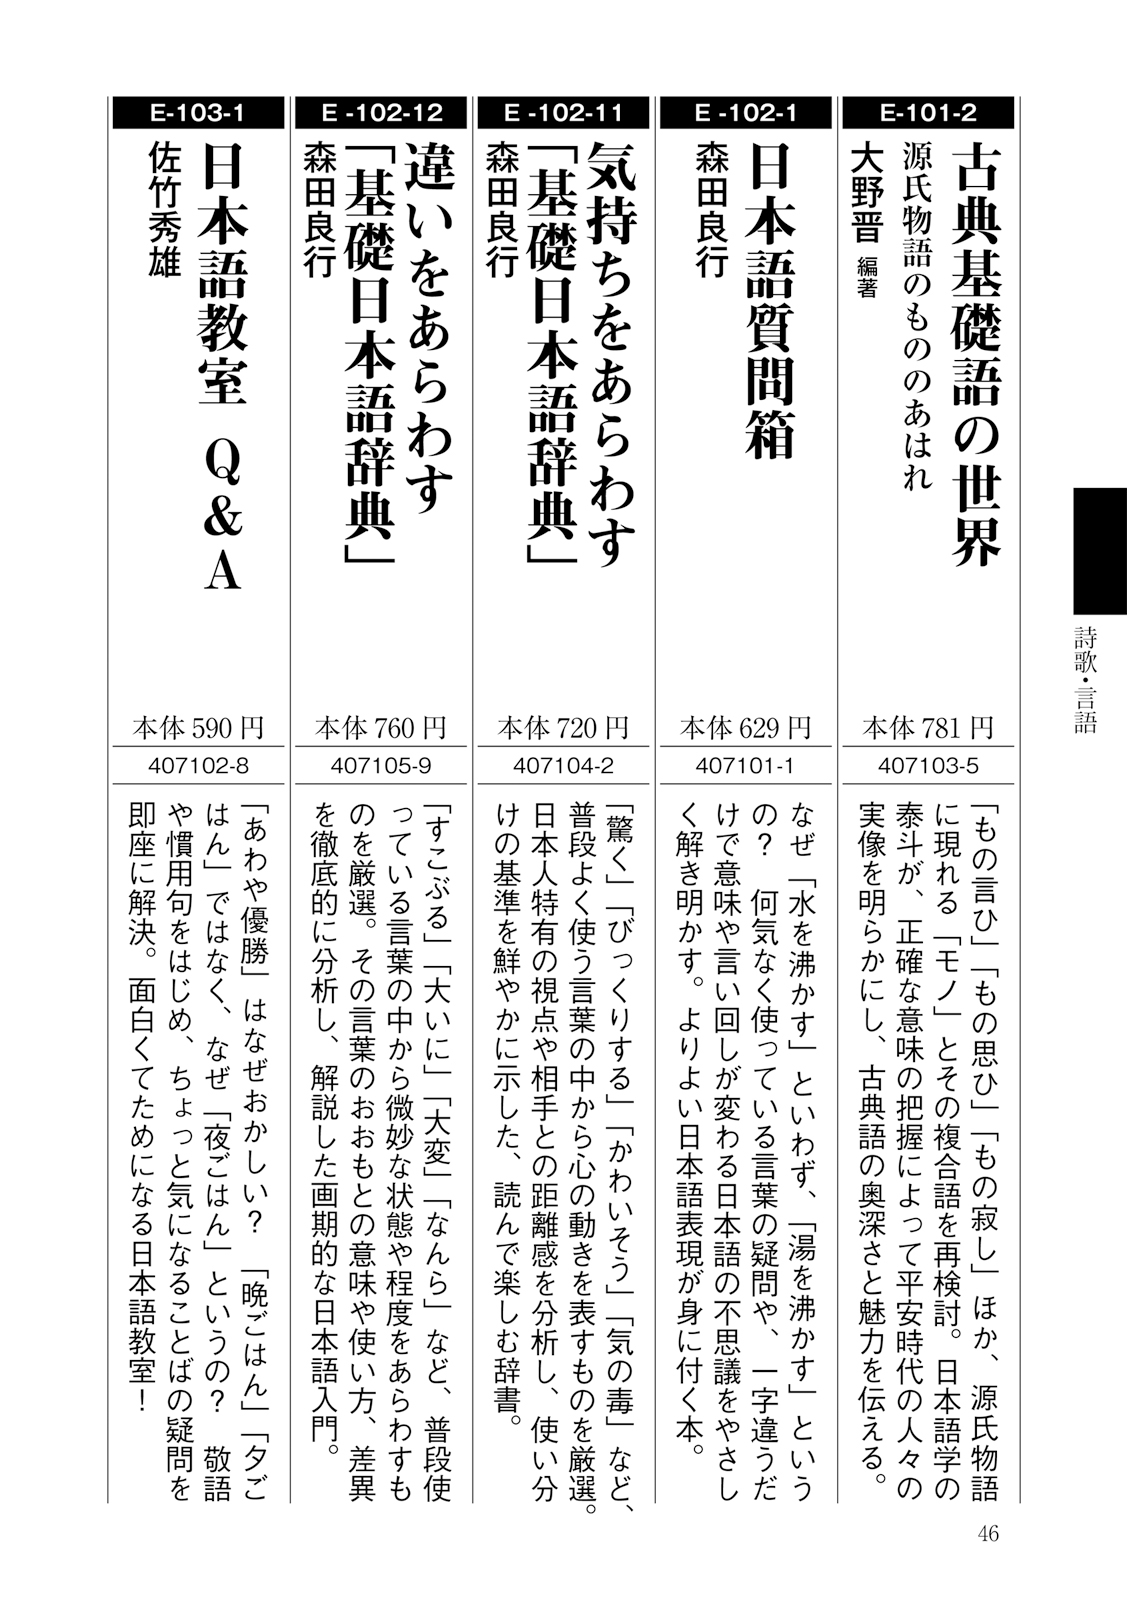 詩歌・言語
E-101-2
古典基礎語の世界
源氏物語のもののあはれ
大野晋 編著
本体 781 円
407103-5
「もの言ひ」「もの思ひ」「もの寂し」ほか、源氏物語
に現れる「モノ」とその複合語を再検討。日本語学の
泰斗が、正確な意味の把握によって平安時代の人々の
実像を明らかにし、古典語の奥深さと魅力を伝える。
E-102-1
日本語質問箱
森田良行
本体 629 円
407101-1
なぜ「水を沸かす」といわず、「湯を沸かす」という
の？　何気なく使っている言葉の疑問や、一字違うだ
けで意味や言い回しが変わる日本語の不思議をやさし
く解き明かす。よりよい日本語表現が身に付く本。
E-102-11
気持ちをあらわす
「基礎日本語辞典」
森田良行
本体 720 円
407104-2
「驚く」「びっくりする」「かわいそう」「気の毒」など、
普段よく使う言葉の中から心の動きを表すものを厳選。
日本人特有の視点や相手との距離感を分析し、使い分
けの基準を鮮やかに示した、読んで楽しむ辞書。
E-102-12
違いをあらわす
「基礎日本語辞典」
森田良行
本体 760 円
407105-9
「すこぶる」「大いに」「大変」「なんら」など、普段使
っている言葉の中から微妙な状態や程度をあらわすも
のを厳選。その言葉のおおもとの意味や使い方、差異
を徹底的に分析し、解説した画期的な日本語入門。
E-103-1
日本語教室 Q&A
佐竹秀雄
本体 590 円
407102-8
「あわや優勝」はなぜおかしい？　「晩ごはん」「夕ご
はん」ではなく、なぜ「夜ごはん」というの？　敬語
や慣用句をはじめ、ちょっと気になることばの疑問を
即座に解決。面白くてためになる日本語教室！
46